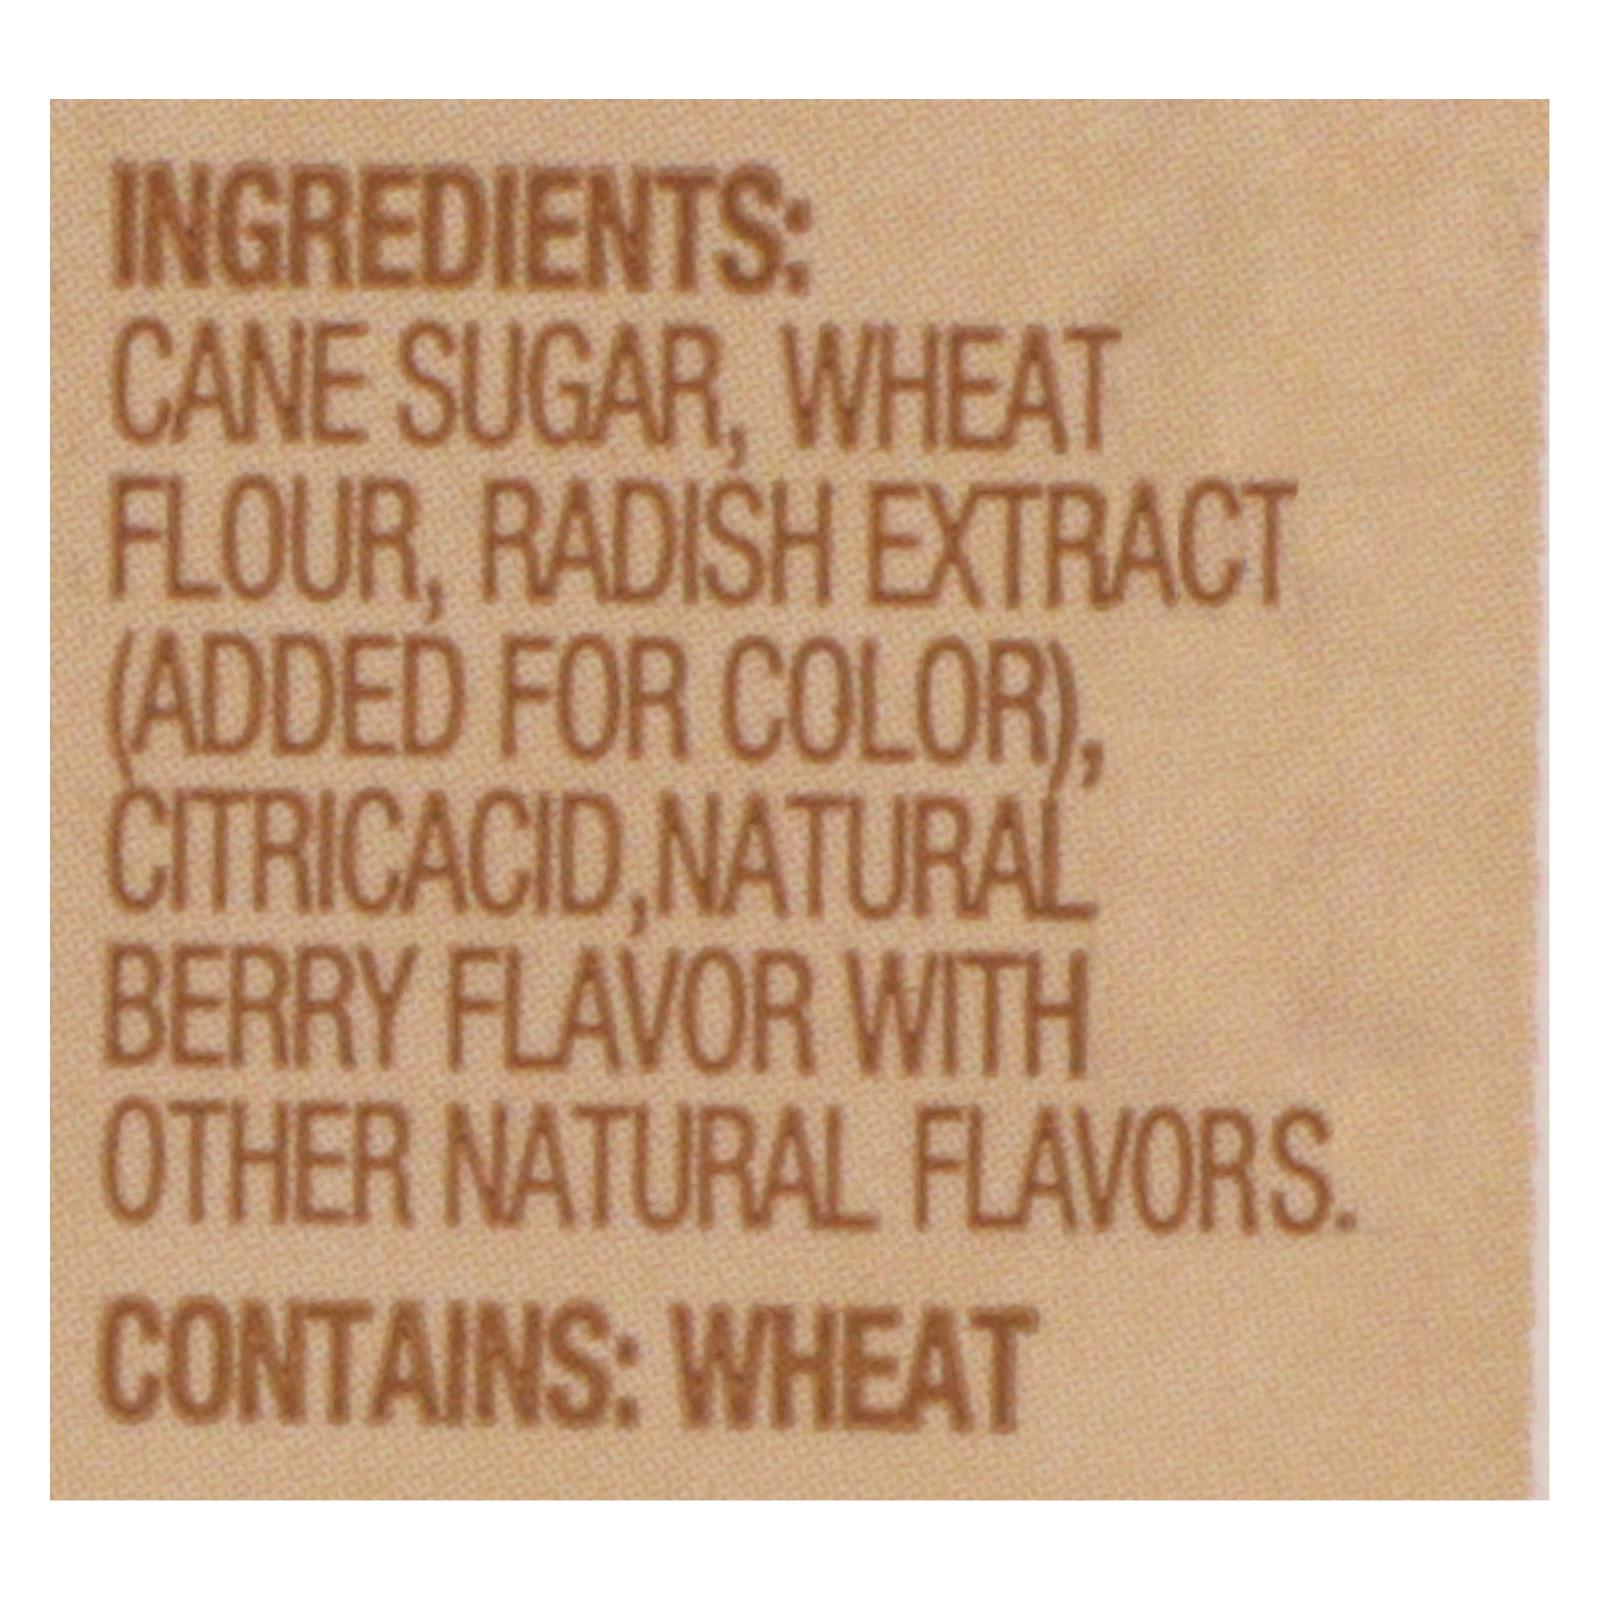 INGREDIENTS:
CANE SUGAR, WHEAT
FLOUR, RADISH EXTRACT
(ADDED FOR COLOR),
CITRICACID,NATURAL
BERRY FLAVOR WITH
OTHER NATURAL FLAVORS.
CONTAINS: WHEAT